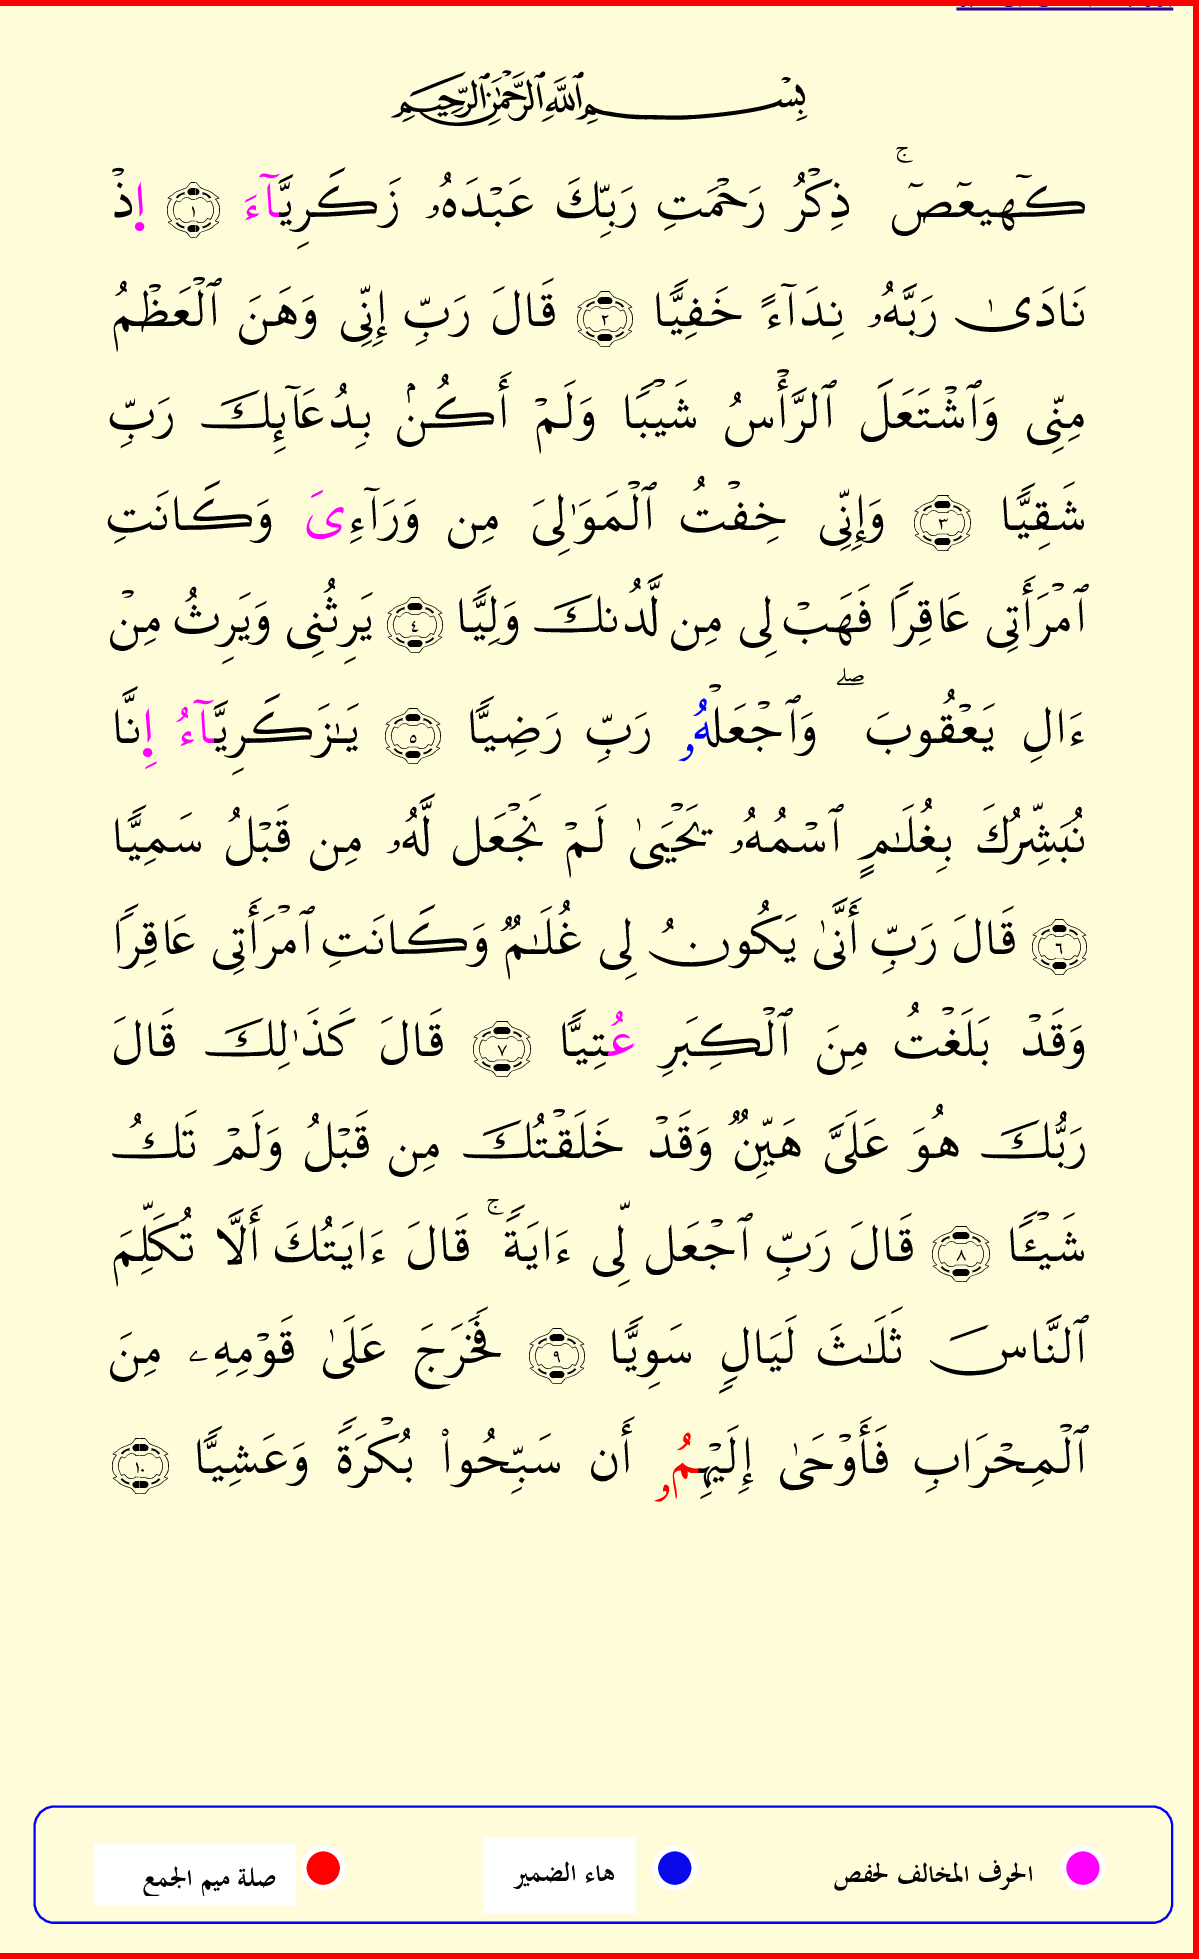 بِسْمِ ٱللَّهِ ٱلرَّحْمَٰنِ ٱلرَّحِيمِ
كٓهيعٓصٓ ۚ ذِكْرُ رَحْمَتِ رَبِّكَ عَبْدَهُۥ زَكَرِيَّآءَ ١ إِذْ
نَادَىٰ رَبَّهُۥ نِدَآءً خَفِيًّا ٢ قَالَ رَبِّ إِنِّى وَهَنَ ٱلْعَظْمُ
مِنِّى وَٱشْتَعَلَ ٱلرَّأْسُ شَيْبًا وَلَمْ أَكُنۢ بِدُعَآئِكَ رَبِّ
شَقِيًّا ٣ وَإِنِّى خِفْتُ ٱلْمَوَٰلِىَ مِن وَرَآءِىَ وَكَانَتِ
ٱمْرَأَتِى عَاقِرًا فَهَبْ لِى مِن لَّدُنكَ وَلِيًّا ٤ يَرِثُنِى وَيَرِثُ مِنْ
ءَالِ يَعْقُوبَ ۖ وَٱجْعَلْهُۥ رَبِّ رَضِيًّا ٥ يَٰزَكَرِيَّآءُ إِنَّا
نُبَشِّرُكَ بِغُلَٰمٍ ٱسْمُهُۥ يَحْيَىٰ لَمْ نَجْعَل لَّهُۥ مِن قَبْلُ سَمِيًّا
٦ قَالَ رَبِّ أَنَّىٰ يَكُونُ لِى غُلَٰمٌ وَكَانَتِ ٱمْرَأَتِى عَاقِرًا
وَقَدْ بَلَغْتُ مِنَ ٱلْكِبَرِ عُتِيًّا ٧ قَالَ كَذَٰلِكَ قَالَ
رَبُّكَ هُوَ عَلَىَّ هَيِّنٌ وَقَدْ خَلَقْتُكَ مِن قَبْلُ وَلَمْ تَكُ
شَيْـًٔا ٨ قَالَ رَبِّ ٱجْعَل لِّى ءَايَةً ۚ قَالَ ءَايَتُكَ أَلَّا تُكَلِّمَ
ٱلنَّاسَ ثَلَٰثَ لَيَالٍ سَوِيًّا ٩ فَخَرَجَ عَلَىٰ قَوْمِهِۦ مِنَ
ٱلْمِحْرَابِ فَأَوْحَىٰ إِلَيْهِمُۥ أَن سَبِّحُوا۟ بُكْرَةً وَعَشِيًّا ١٠
الحرف المخالف لحفص هاء الضمير صلة ميم الجمع